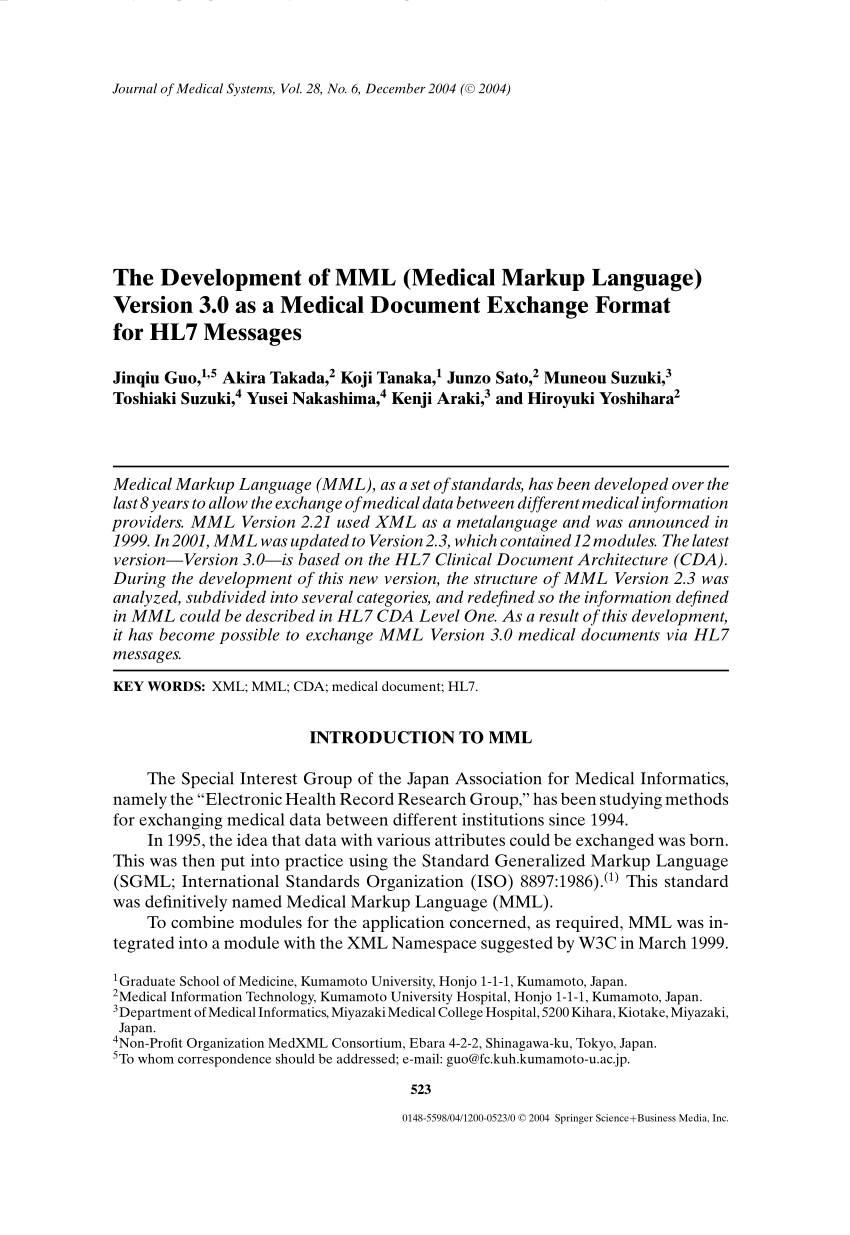 Journal of Medical Systems, Vol. 28, No. 6, December 2004 (© 2004)
The Development of MML (Medical Markup Language)
Version 3.0 as a Medical Document Exchange Format
for HL7 Messages
Jinqiu Guo,1,5 Akira Takada,2 Koji Tanaka,1 Junzo Sato,2 Muneou Suzuki,3
Toshiaki Suzuki,4 Yusei Nakashima,4 Kenji Araki,3 and Hiroyuki Yoshihara2
Medical Markup Language (MML), as a set of standards, has been developed over the
last 8 years to allow the exchange of medical data between different medical information
providers. MML Version 2.21 used XML as a metalanguage and was announced in
1999. In 2001, MML was updated to Version 2.3, which contained 12 modules. The latest
version—Version 3.0—is based on the HL7 Clinical Document Architecture (CDA).
During the development of this new version, the structure of MML Version 2.3 was
analyzed, subdivided into several categories, and redefined so the information defined
in MML could be described in HL7 CDA Level One. As a result of this development,
it has become possible to exchange MML Version 3.0 medical documents via HL7
messages.
KEY WORDS: XML; MML; CDA; medical document; HL7.
INTRODUCTION TO MML
The Special Interest Group of the Japan Association for Medical Informatics,
namely the “Electronic Health Record Research Group,” has been studying methods
for exchanging medical data between different institutions since 1994.
In 1995, the idea that data with various attributes could be exchanged was born.
This was then put into practice using the Standard Generalized Markup Language
(SGML; International Standards Organization (ISO) 8897:1986).(1) This standard
was definitively named Medical Markup Language (MML).
To combine modules for the application concerned, as required, MML was in-
tegrated into a module with the XML Namespace suggested by W3C in March 1999.
1Graduate School of Medicine, Kumamoto University, Honjo 1-1-1, Kumamoto, Japan.
2Medical Information Technology, Kumamoto University Hospital, Honjo 1-1-1, Kumamoto, Japan.
3Department of Medical Informatics, Miyazaki Medical College Hospital, 5200 Kihara, Kiotake, Miyazaki,
Japan.
4Non-Profit Organization MedXML Consortium, Ebara 4-2-2, Shinagawa-ku, Tokyo, Japan.
5To whom correspondence should be addressed; e-mail: guo@fc.kuh.kumamoto-u.ac.jp.
523
0148-5598/04/1200-0523/0 © 2004 Springer Science+Business Media, Inc.